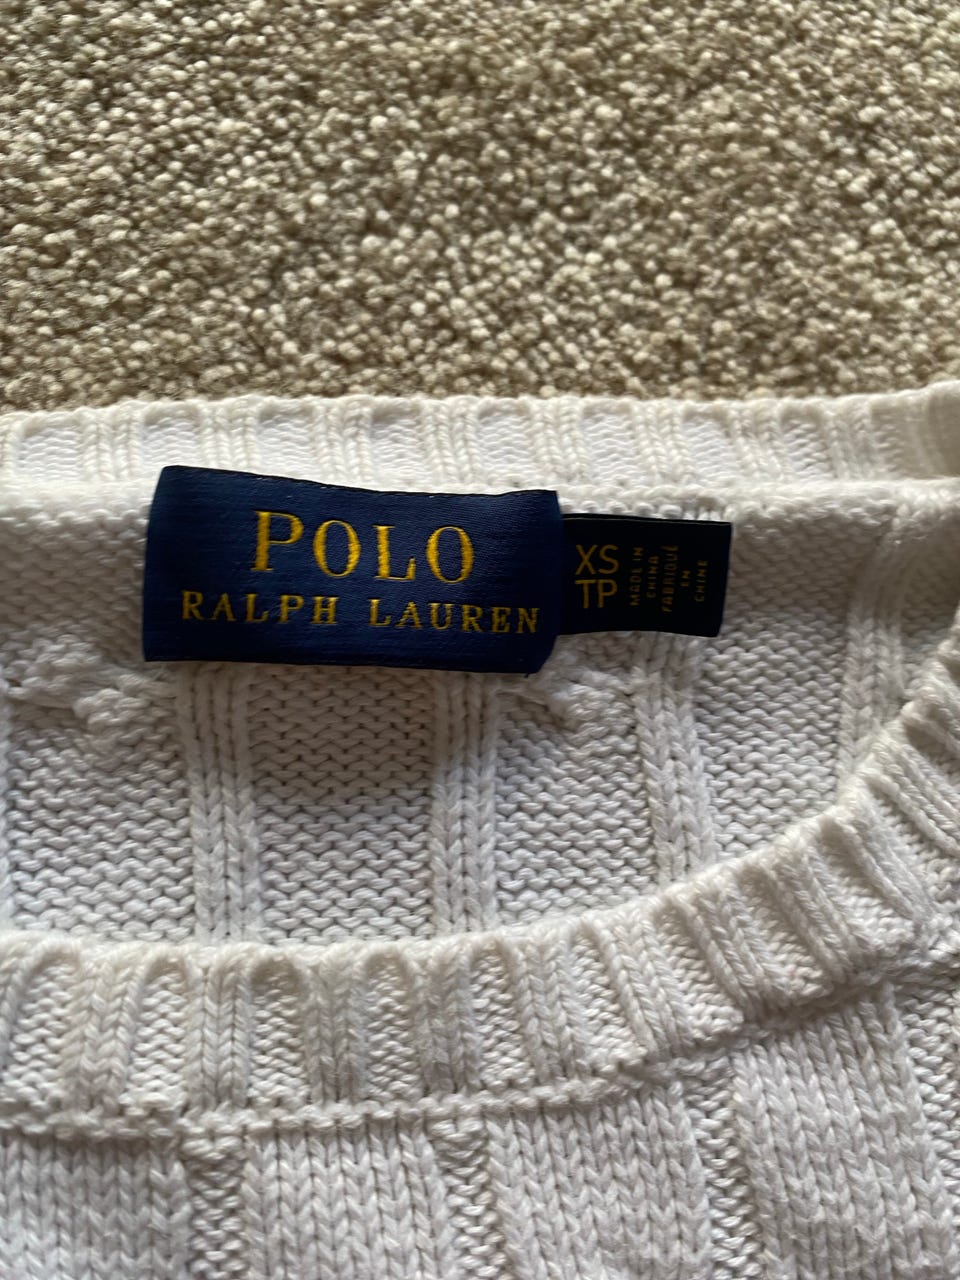 POLO
RALPH LAUREN
XS
TP
MADE IN
CHINA
FABRIQUÉ
EN
CHINE